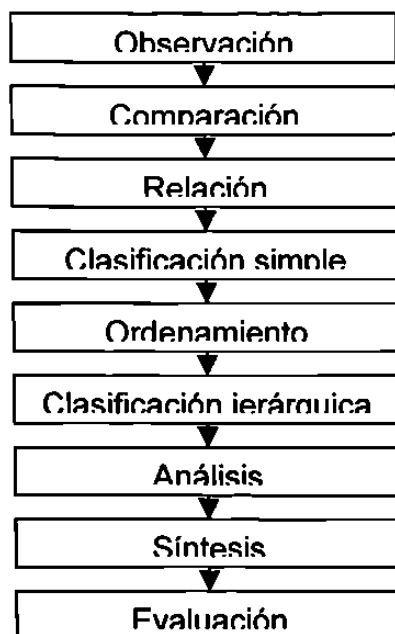 Observación
Comparación
Relación
Clasificación simple
Ordenamiento
Clasificación jerárquica
Análisis
Síntesis
Evaluación